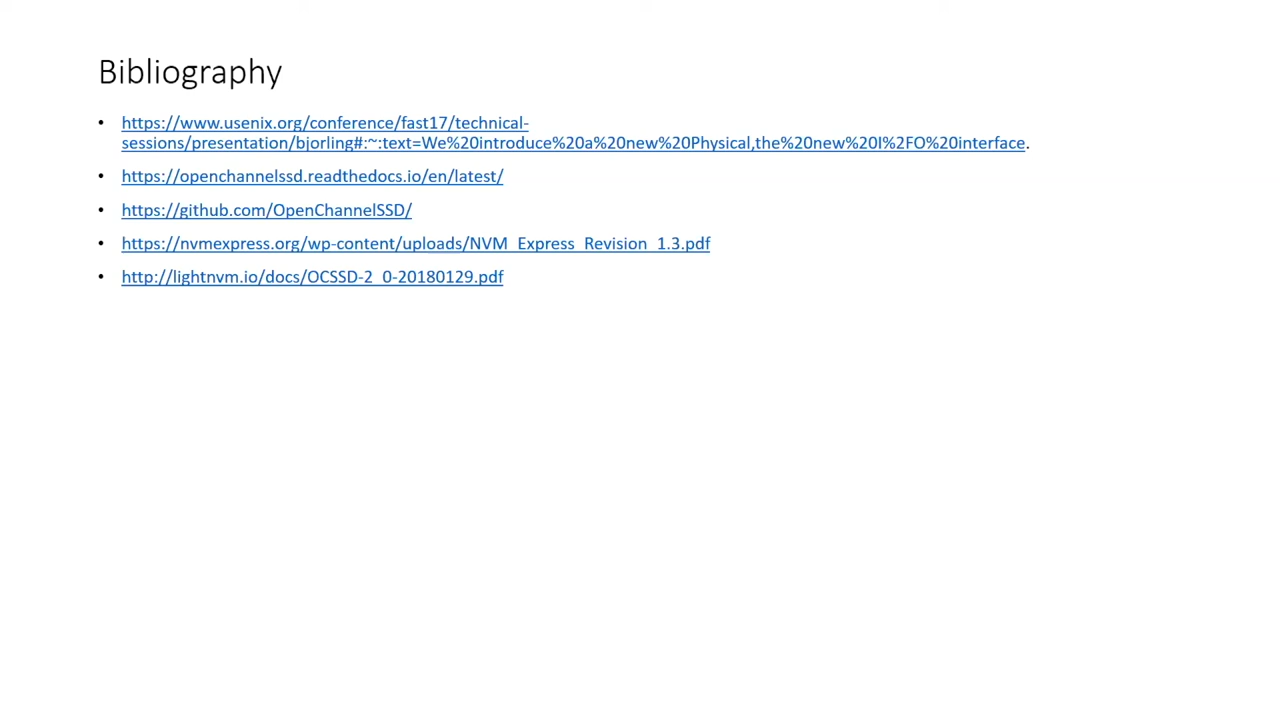 Bibliography
• https://www.usenix.org/conference/fast17/technical-
sessions/presentation/bjorling#:~:text=We%20introduce%20a%20new%20Physical,the%20new%20I%2FO%20interface.
• https://openchannelssd.readthedocs.io/en/latest/
• https://github.com/OpenChannelSSD/
• https://nvmexpress.org/wp-content/uploads/NVM_Express_Revision_1.3.pdf
• http://lightnvm.io/docs/OCSSD-2_0-20180129.pdf